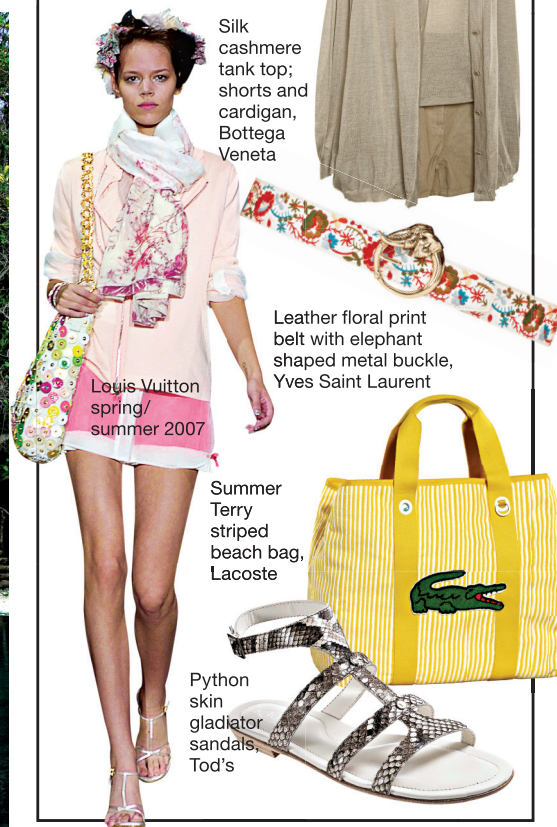 Silk
cashmere
tank top;
shorts and
cardigan,
Bottega
Veneta
Leather floral print
belt with elephant
shaped metal buckle,
Yves Saint Laurent
Louis Vuitton
spring/
summer 2007
Summer
Terry
striped
beach bag,
Lacoste
Python
skin
gladiator
sandals,
Tod’s